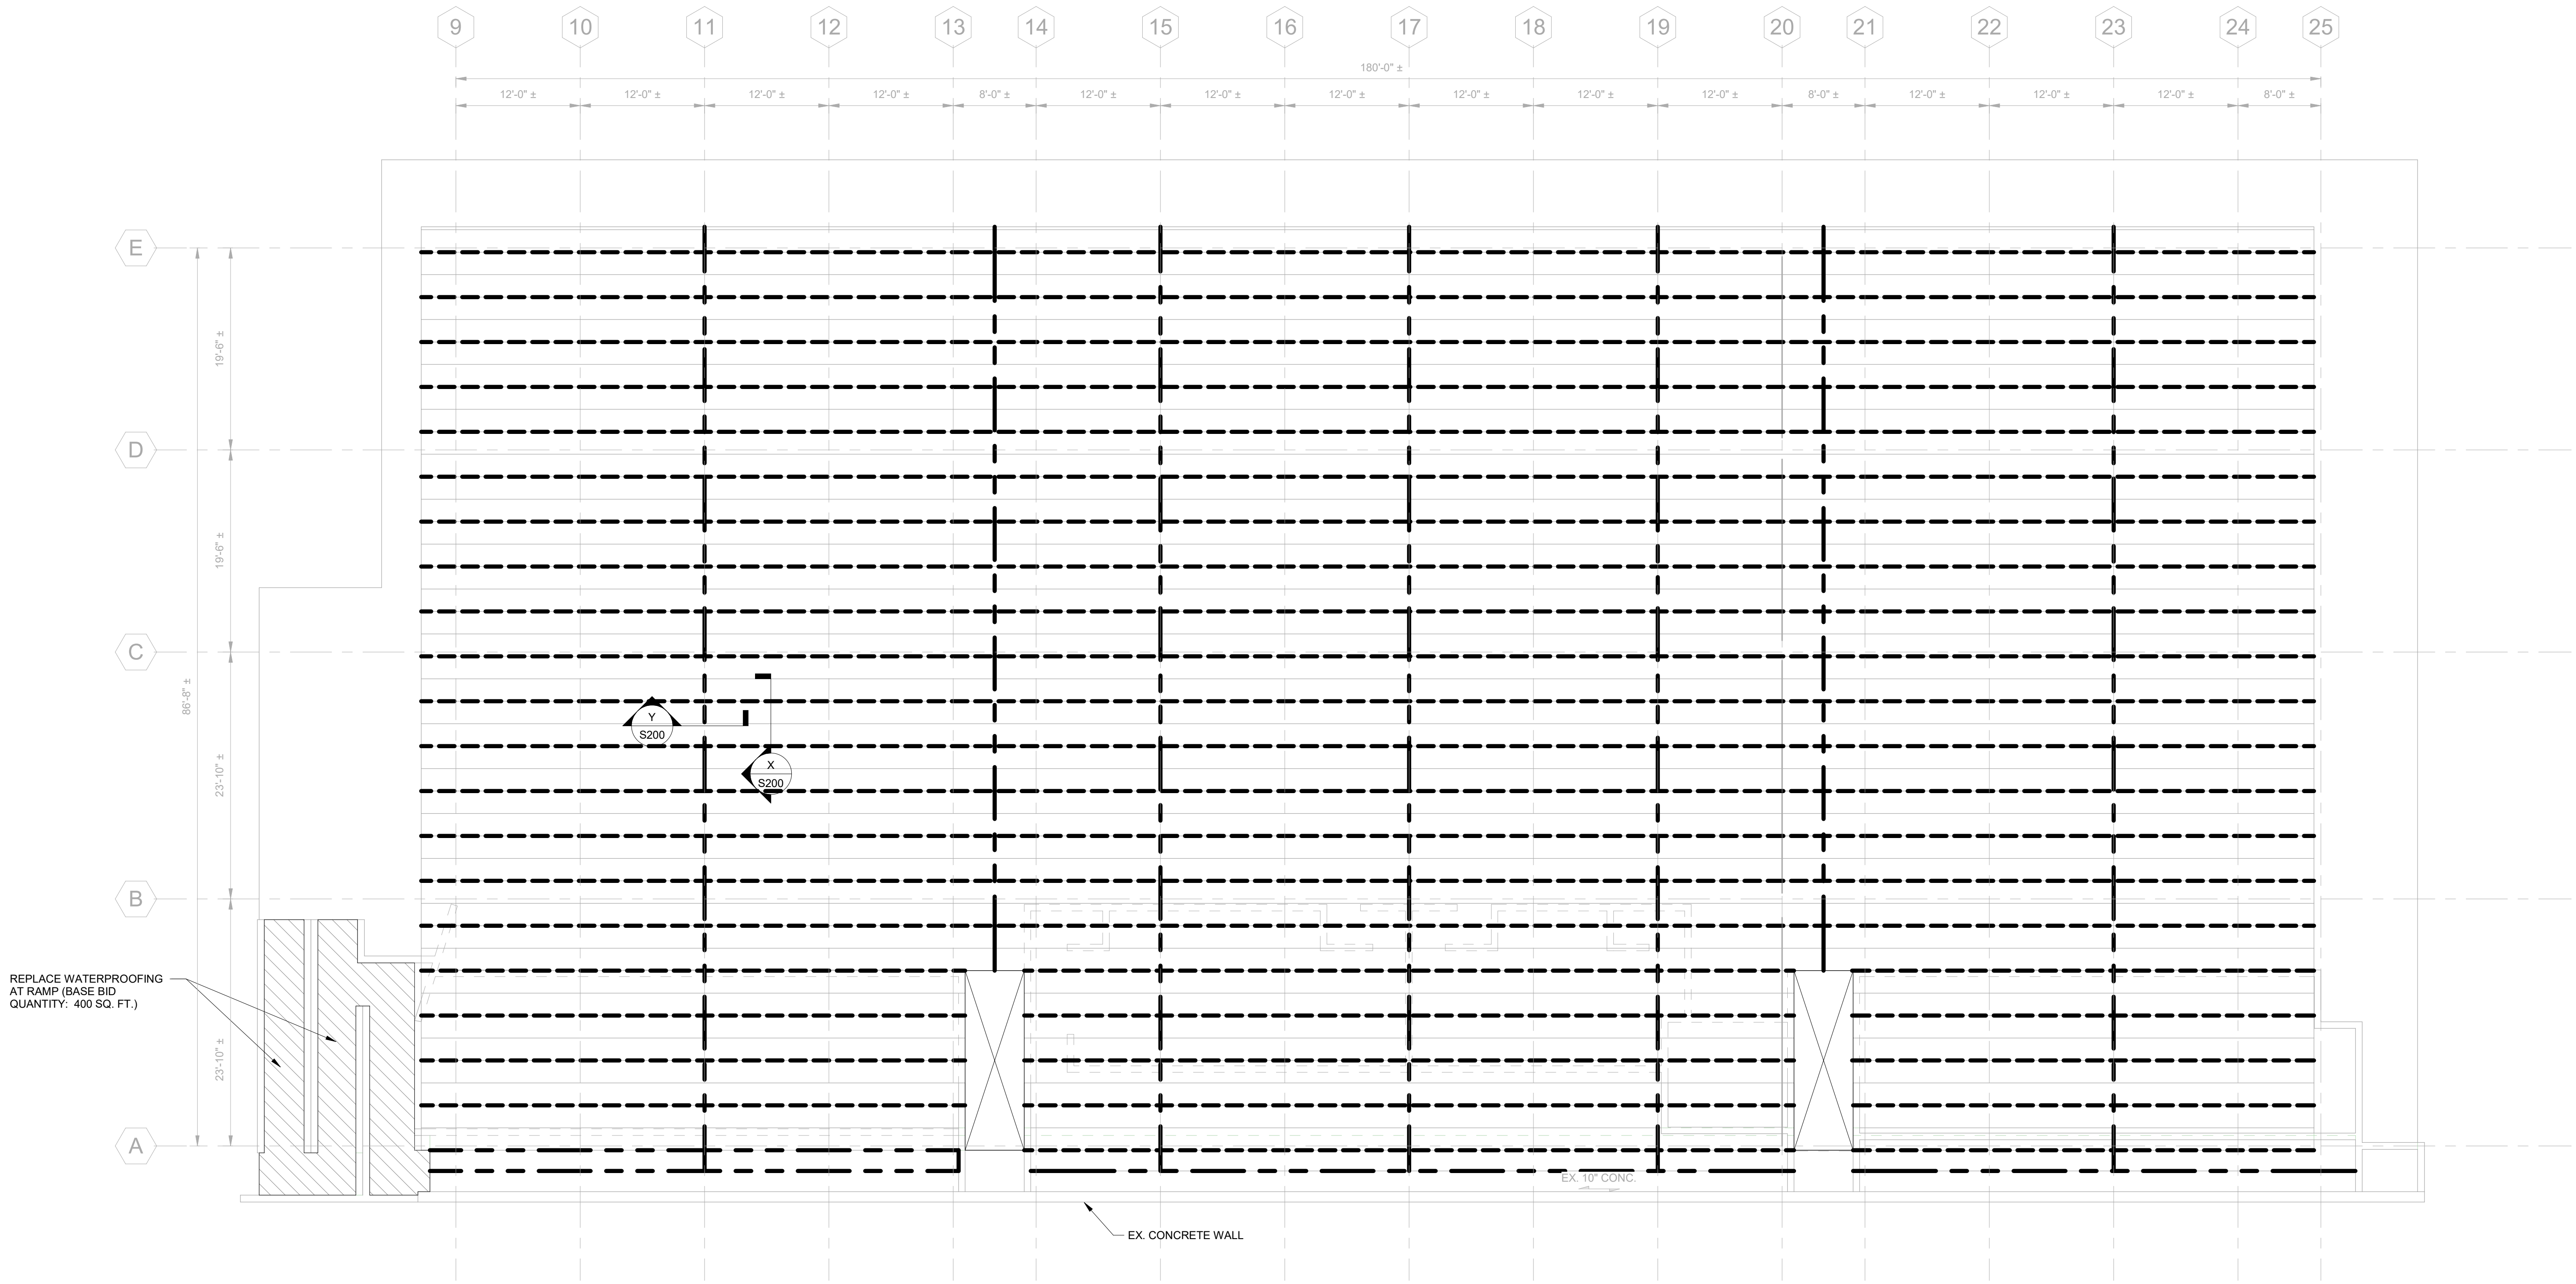 9 10 11 12 13 14 15 16 17 18 19 20 21 22 23 24 25
180'-0" ±
12'-0" ± 12'-0" ± 12'-0" ± 12'-0" ± 8'-0" ± 12'-0" ± 12'-0" ± 12'-0" ± 12'-0" ± 12'-0" ± 12'-0" ± 8'-0" ± 12'-0" ± 12'-0" ± 12'-0" ± 8'-0" ±
E
19'-6" ±
D
19'-6" ±
C
86'-8" ±
Y
S200
X
S200
23'-10" ±
B
REPLACE WATERPROOFING
AT RAMP (BASE BID
QUANTITY: 400 SQ. FT.)
23'-10" ±
A
EX. 10" CONC.
EX. CONCRETE WALL